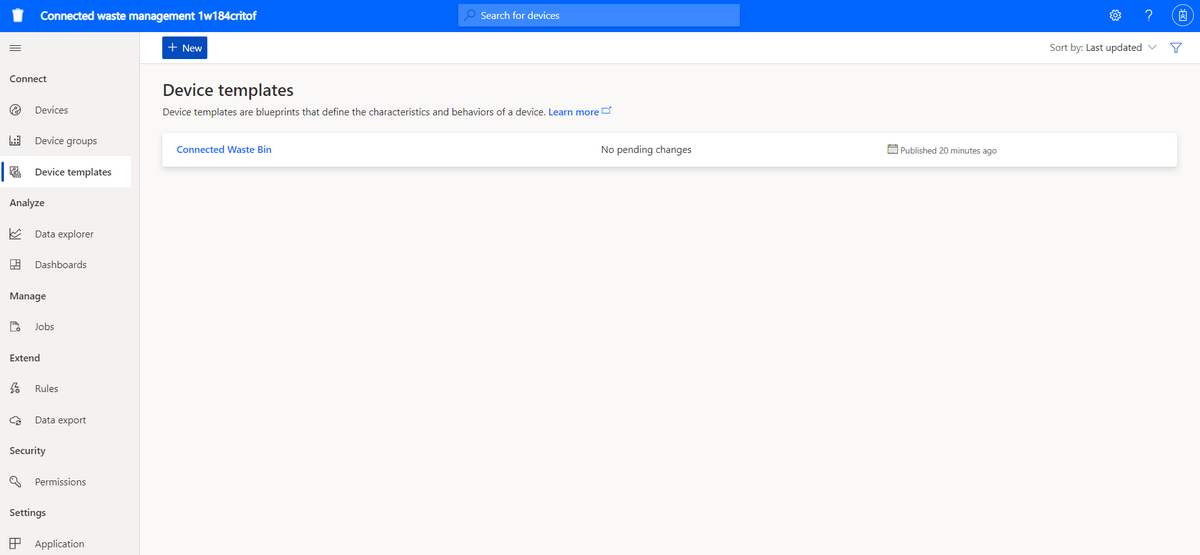 Connected waste management 1w184critof
Search for devices
?
+ New
Sort by: Last updated
Connect
Devices
Device groups
Device templates
Analyze
Data explorer
Dashboards
Manage
Jobs
Extend
Rules
Data export
Security
Permissions
Settings
Application
Device templates
Device templates are blueprints that define the characteristics and behaviors of a device. Learn more
Connected Waste Bin
No pending changes
Published 20 minutes ago